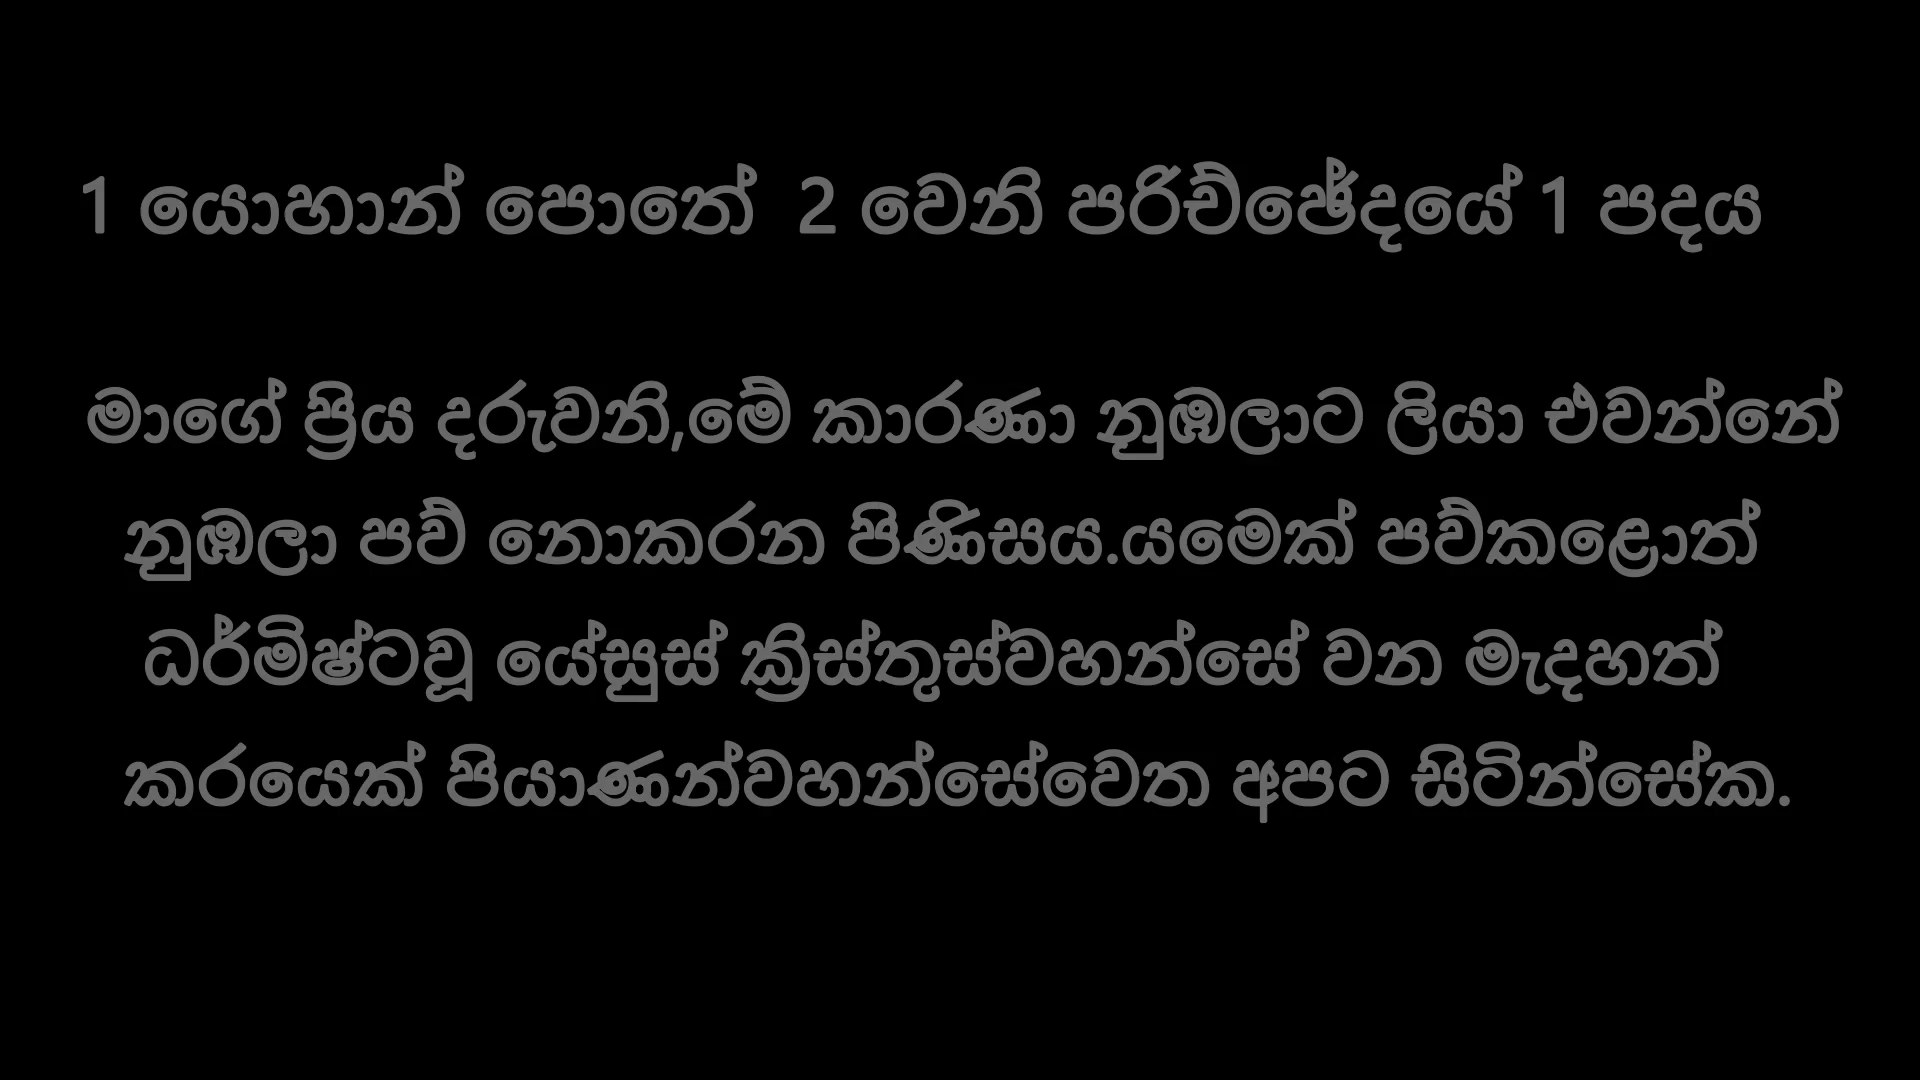 1 යොහාන් පොතේ  2 වෙනි පරිච්ඡේදයේ 1 පදය
මාගේ ප්‍රිය දරුවනි,මේ කාරණා නුඹලාට ලියා එවන්නේ
නුඹලා පව් නොකරන පිණිසය.යමෙක් පව්කළොත්
ධර්මිෂ්ටවූ යේසුස් ක්‍රිස්තුස්වහන්සේ වන මැදහත්
කරයෙක් පියාණන්වහන්සේවෙත අපට සිටින්සේක.